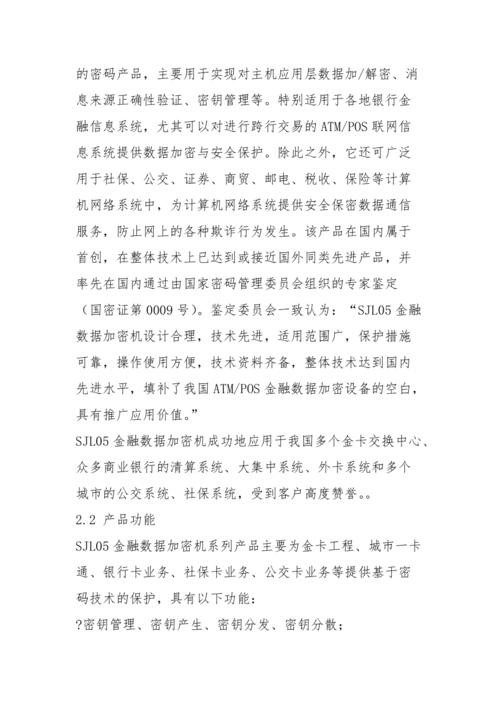 的密码产品，主要用于实现对主机应用层数据加/解密、消
息来源正确性验证、密钥管理等。特别适用于各地银行金
融信息系统，尤其可以对进行跨行交易的ATM/POS联网信
息系统提供数据加密与安全保护。除此之外，它还可广泛
用于社保、公交、证券、商贸、邮电、税收、保险等计算
机网络系统中，为计算机网络系统提供安全保密数据通信
服务，防止网上的各种欺诈行为发生。该产品在国内属于
首创，在整体技术上已达到或接近国外同类先进产品，并
率先在国内通过由国家密码管理委员会组织的专家鉴定
（国密证第0009号）。鉴定委员会一致认为：“SJL05金融
数据加密机设计合理，技术先进，适用范围广，保护措施
可靠，操作使用方便，技术资料齐备，整体技术达到国内
先进水平，填补了我国ATM/POS金融数据加密设备的空白，
具有推广应用价值。”
SJL05金融数据加密机成功地应用于我国多个金卡交换中心、
众多商业银行的清算系统、大集中系统、外卡系统和多个
城市的公交系统、社保系统，受到客户高度赞誉。。
2.2 产品功能
SJL05金融数据加密机系列产品主要为金卡工程、城市一卡
通、银行卡业务、社保卡业务、公交卡业务等提供基于密
码技术的保护，具有以下功能：
?密钥管理、密钥产生、密钥分发、密钥分散；